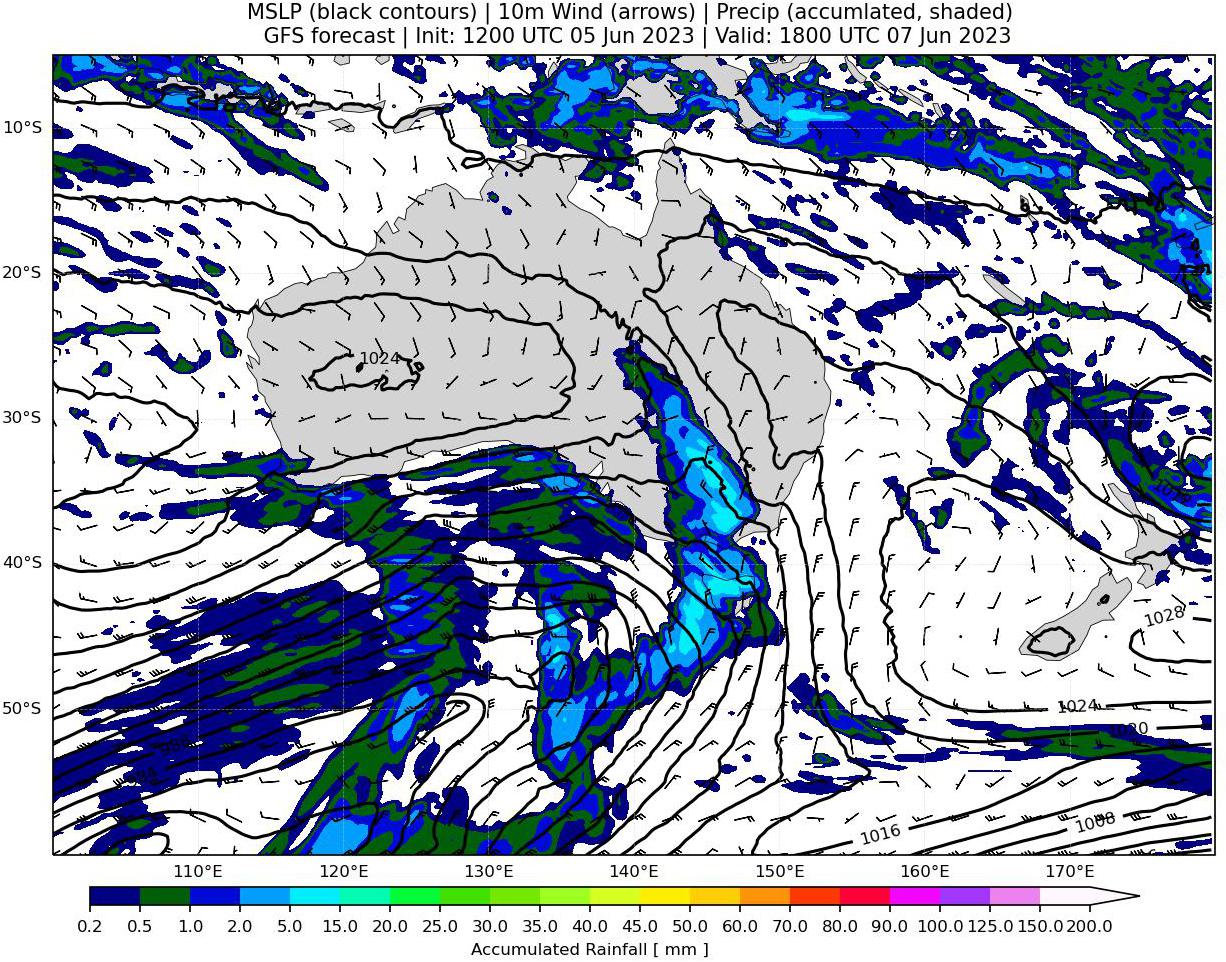 MSLP (black contours) | 10m Wind (arrows) | Precip (accumlated, shaded)
GFS forecast | Init: 1200 UTC 05 Jun 2023 | Valid: 1800 UTC 07 Jun 2023
10°S
20°S
1024
30°S
40°S
1028
50°S
1024
1020
988
984
1016
1008
110°E 120°E 130°E 140°E 150°E 160°E 170°E
0.2 0.5 1.0 2.0 5.0 10.0 15.0 20.0 25.0 30.0 35.0 40.0 45.0 50.0 60.0 70.0 80.0 90.0 100.0 125.0 150.0 200.0
Accumulated Rainfall [ mm ]